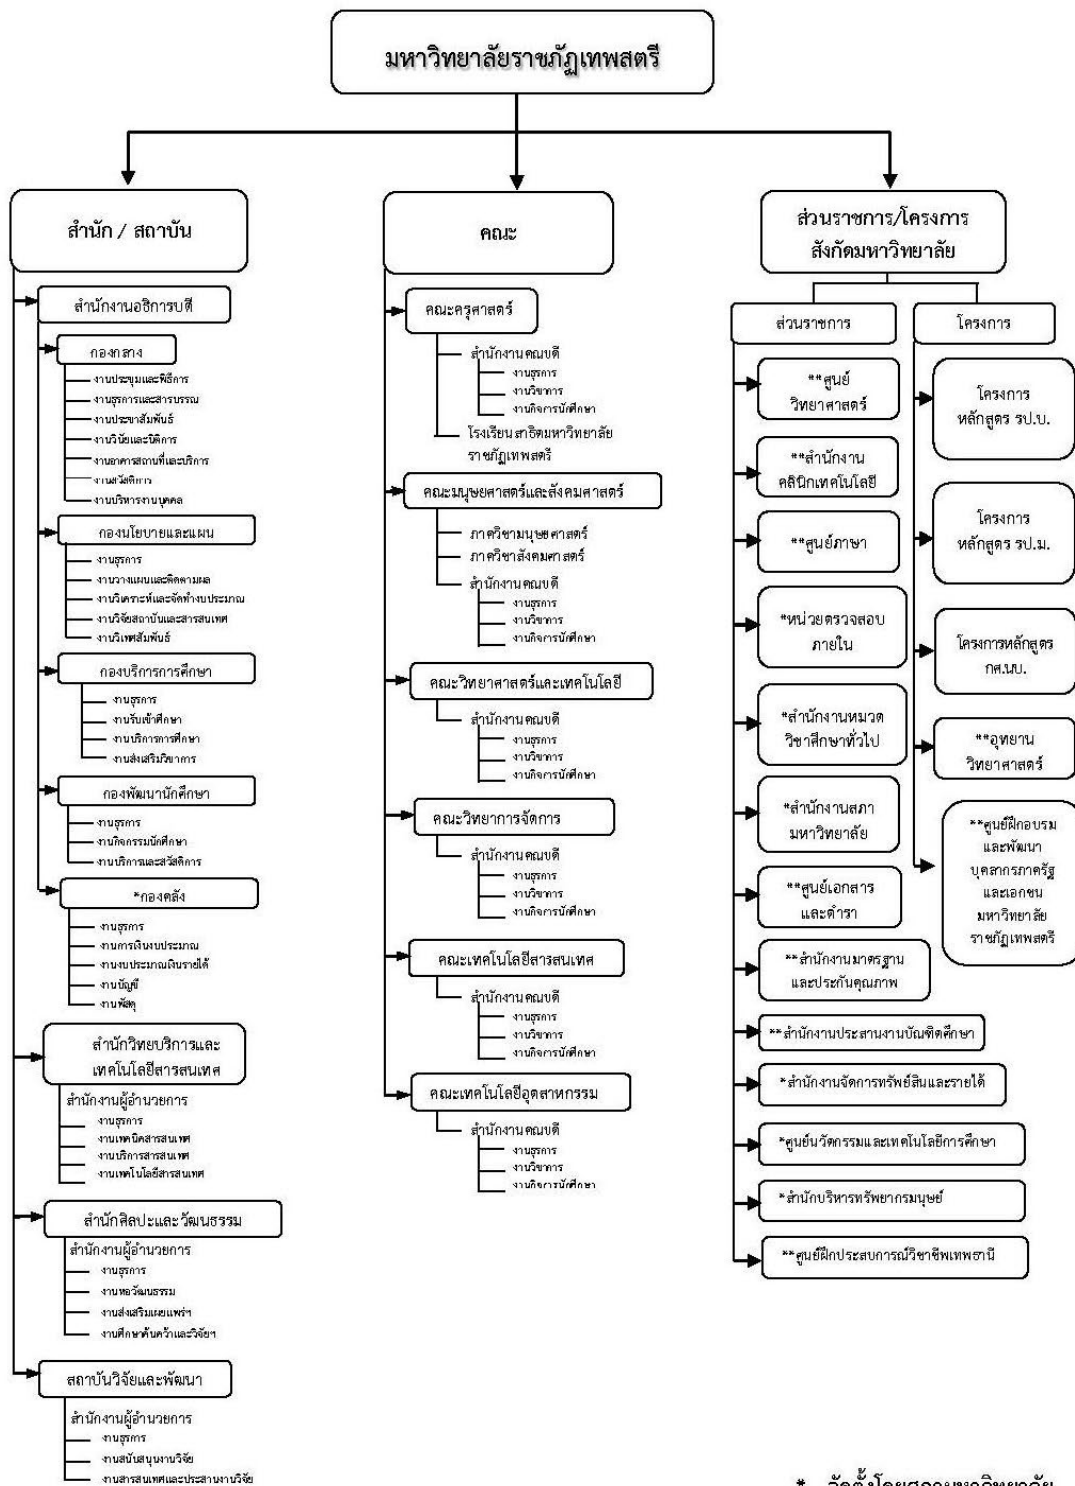 มหาวิทยาลัยราชภัฏเทพสตรี
สำนัก / สถาบัน
สำนักงานอธิการบดี
กองกลาง
งานประชุมและพิธีการ
งานธุรการและสารบรรณ
งานประชาสัมพันธ์
งานวินัยและนิติการ
งานอาคารสถานที่และบริการ
งานสวัสดิการ
งานบริหารงานบุคคล
กองนโยบายและแผน
งานธุรการ
งานวางแผนและติดตามผล
งานวิเคราะห์และจัดทำงบประมาณ
งานวิจัยสถาบันและสารสนเทศ
งานวิเทศสัมพันธ์
กองบริการการศึกษา
งานธุรการ
งานรับเข้าศึกษา
งานบริการการศึกษา
งานส่งเสริมวิชาการ
กองพัฒนานักศึกษา
งานธุรการ
งานกิจกรรมนักศึกษา
งานบริการและสวัสดิการ
*กองคลัง
งานธุรการ
งานการเงินงบประมาณ
งานงบประมาณเงินรายได้
งานบัญชี
งานพัสดุ
สำนักวิทยบริการและ
เทคโนโลยีสารสนเทศ
สำนักงานผู้อำนวยการ
งานธุรการ
งานเทคนิคสารสนเทศ
งานบริการสารสนเทศ
งานเทคโนโลยีสารสนเทศ
สำนักศิลปะและวัฒนธรรม
สำนักงานผู้อำนวยการ
งานธุรการ
งานหอวัฒนธรรม
งานส่งเสริมเผยแพร่ฯ
งานศึกษาค้นคว้าและวิจัยฯ
สถาบันวิจัยและพัฒนา
สำนักงานผู้อำนวยการ
งานธุรการ
งานสนับสนุนงานวิจัย
งานสารสนเทศและประสานงานวิจัย
คณะ
คณะครุศาสตร์
สำนักงานคณบดี
งานธุรการ
งานวิชาการ
งานกิจการนักศึกษา
โรงเรียนสาธิตมหาวิทยาลัย
ราชภัฏเทพสตรี
คณะมนุษยศาสตร์และสังคมศาสตร์
ภาควิชามนุษยศาสตร์
ภาควิชาสังคมศาสตร์
สำนักงานคณบดี
งานธุรการ
งานวิชาการ
งานกิจการนักศึกษา
คณะวิทยาศาสตร์และเทคโนโลยี
สำนักงานคณบดี
งานธุรการ
งานวิชาการ
งานกิจการนักศึกษา
คณะวิทยาการจัดการ
สำนักงานคณบดี
งานธุรการ
งานวิชาการ
งานกิจการนักศึกษา
คณะเทคโนโลยีสารสนเทศ
สำนักงานคณบดี
งานธุรการ
งานวิชาการ
งานกิจการนักศึกษา
คณะเทคโนโลยีอุตสาหกรรม
สำนักงานคณบดี
งานธุรการ
งานวิชาการ
งานกิจการนักศึกษา
ส่วนราชการ/โครงการ
สังกัดมหาวิทยาลัย
ส่วนราชการ
**ศูนย์
วิทยาศาสตร์
**สำนักงาน
คลินิกเทคโนโลยี
**ศูนย์ภาษา
*หน่วยตรวจสอบ
ภายใน
*สำนักงานหมวด
วิชาศึกษาทั่วไป
*สำนักงานสภา
มหาวิทยาลัย
**ศูนย์เอกสาร
และตำรา
**สำนักงานมาตรฐาน
และประกันคุณภาพ
**สำนักงานประสานงานบัณฑิตศึกษา
*สำนักงานจัดการทรัพย์สินและรายได้
*ศูนย์นวัตกรรมและเทคโนโลยีการศึกษา
*สำนักบริหารทรัพยากรมนุษย์
**ศูนย์ฝึกประสบการณ์วิชาชีพเทพธานี
โครงการ
โครงการ
หลักสูตร รป.บ.
โครงการ
หลักสูตร รป.ม.
โครงการหลักสูตร
กศ.นบ.
**อุทยาน
วิทยาศาสตร์
**ศูนย์ฝึกอบรม
และพัฒนา
บุคลากรภาครัฐ
และเอกชน
มหาวิทยาลัย
ราชภัฏเทพสตรี
* จัดตั้งโดยสภามหาวิทยาลัย